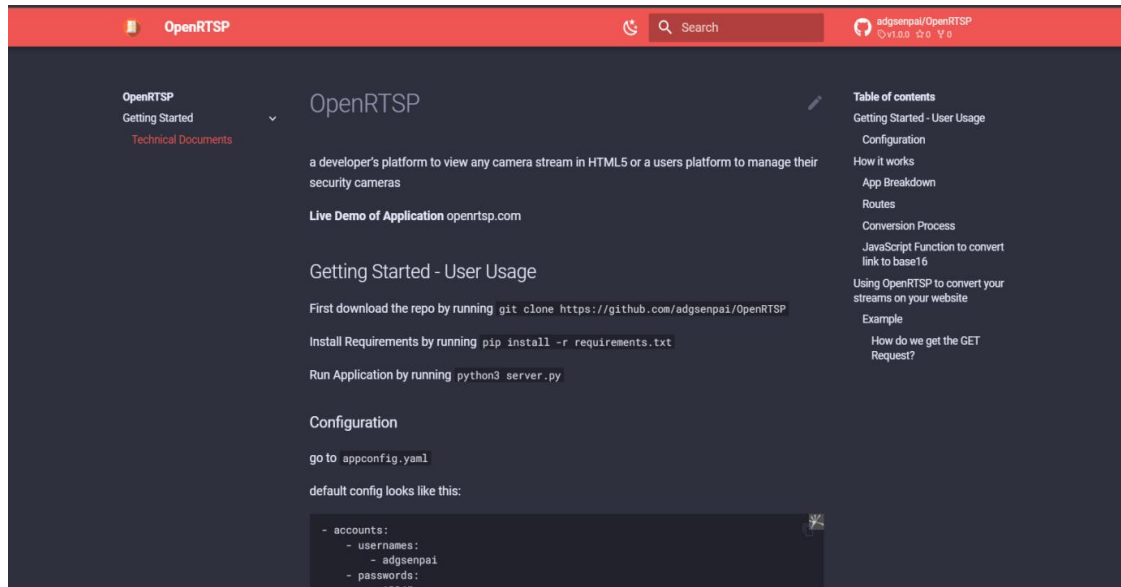 OpenRTSP
Search
adgsenpai/OpenRTSP
v1.0.0 0 0
OpenRTSP
Getting Started
Technical Documents
OpenRTSP
a developer's platform to view any camera stream in HTML5 or a users platform to manage their
security cameras
Live Demo of Application openrtsp.com
Getting Started - User Usage
First download the repo by running git clone https://github.com/adgsenpai/OpenRTSP
Install Requirements by running pip install -r requirements.txt
Run Application by running python3 server.py
Configuration
go to appconfig.yaml
default config looks like this:
- accounts:
- usernames:
- adgsenpai
- passwords:
Table of contents
Getting Started - User Usage
Configuration
How it works
App Breakdown
Routes
Conversion Process
JavaScript Function to convert
link to base16
Using OpenRTSP to convert your
streams on your website
Example
How do we get the GET
Request?